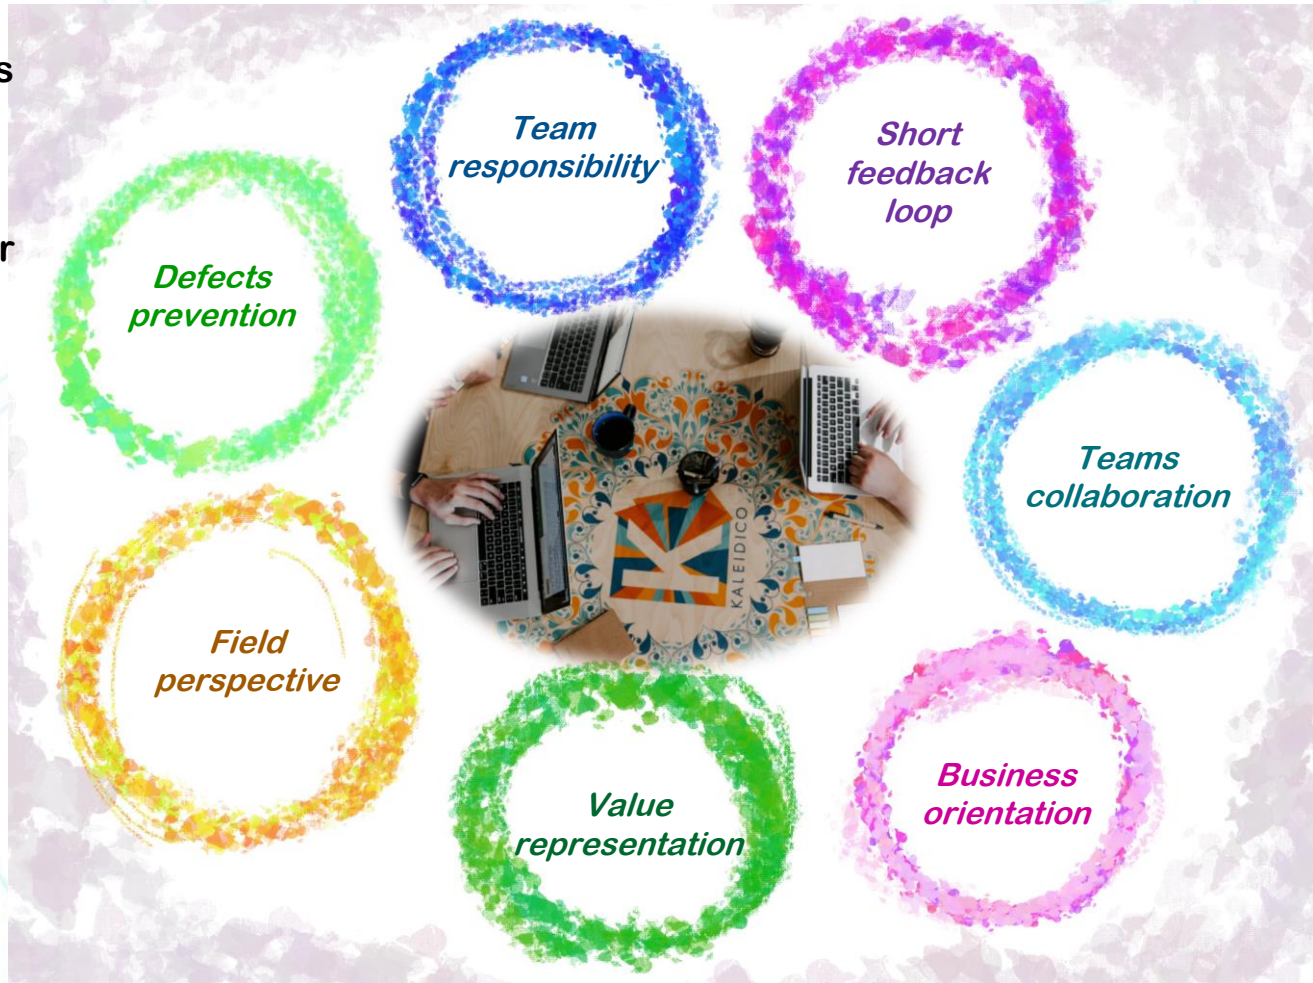 s
r
Team
responsibility
Short
feedback
loop
Defects
prevention
Teams
collaboration
KALEIDICO
Field
perspective
Value
representation
Business
orientation